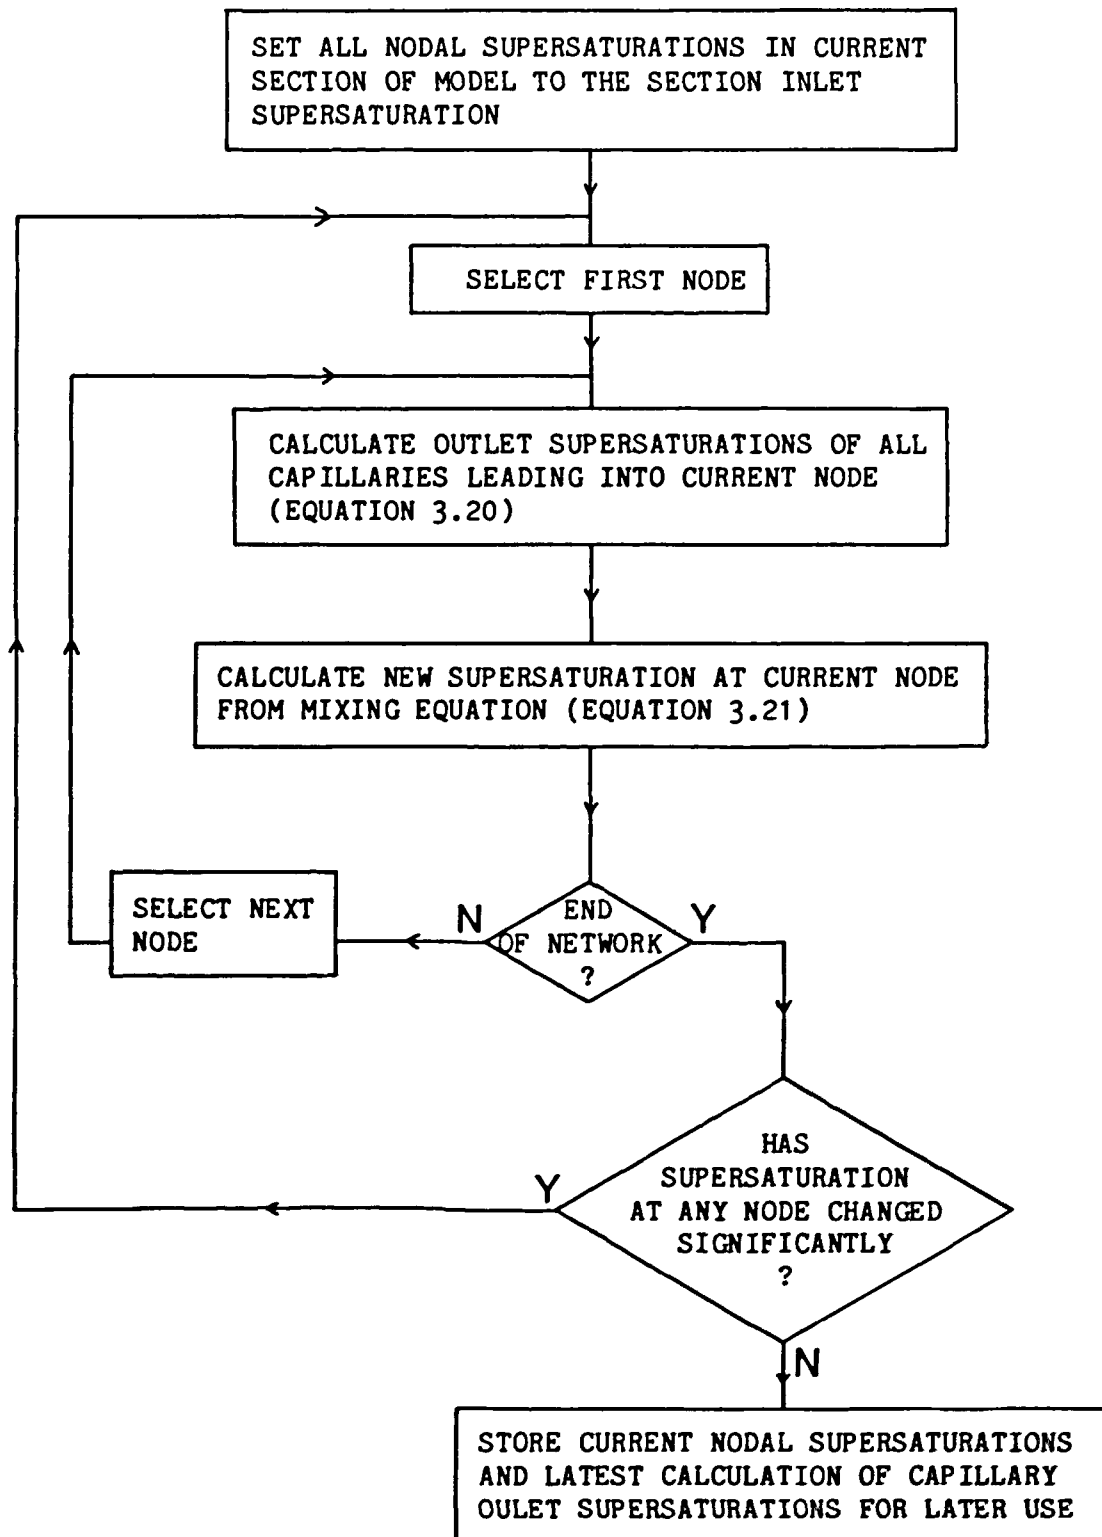 SET ALL NODAL SUPERSATURATIONS IN CURRENT
SECTION OF MODEL TO THE SECTION INLET
SUPERSATURATION
SELECT FIRST NODE
CALCULATE OUTLET SUPERSATURATIONS OF ALL
CAPILLARIES LEADING INTO CURRENT NODE
(EQUATION 3.20)
CALCULATE NEW SUPERSATURATION AT CURRENT NODE
FROM MIXING EQUATION (EQUATION 3.21)
SELECT NEXT
NODE
N
END
OF NETWORK
?
Y
HAS
SUPERSATURATION
AT ANY NODE CHANGED
SIGNIFICANTLY
?
Y
N
STORE CURRENT NODAL SUPERSATURATIONS
AND LATEST CALCULATION OF CAPILLARY
OULET SUPERSATURATIONS FOR LATER USE